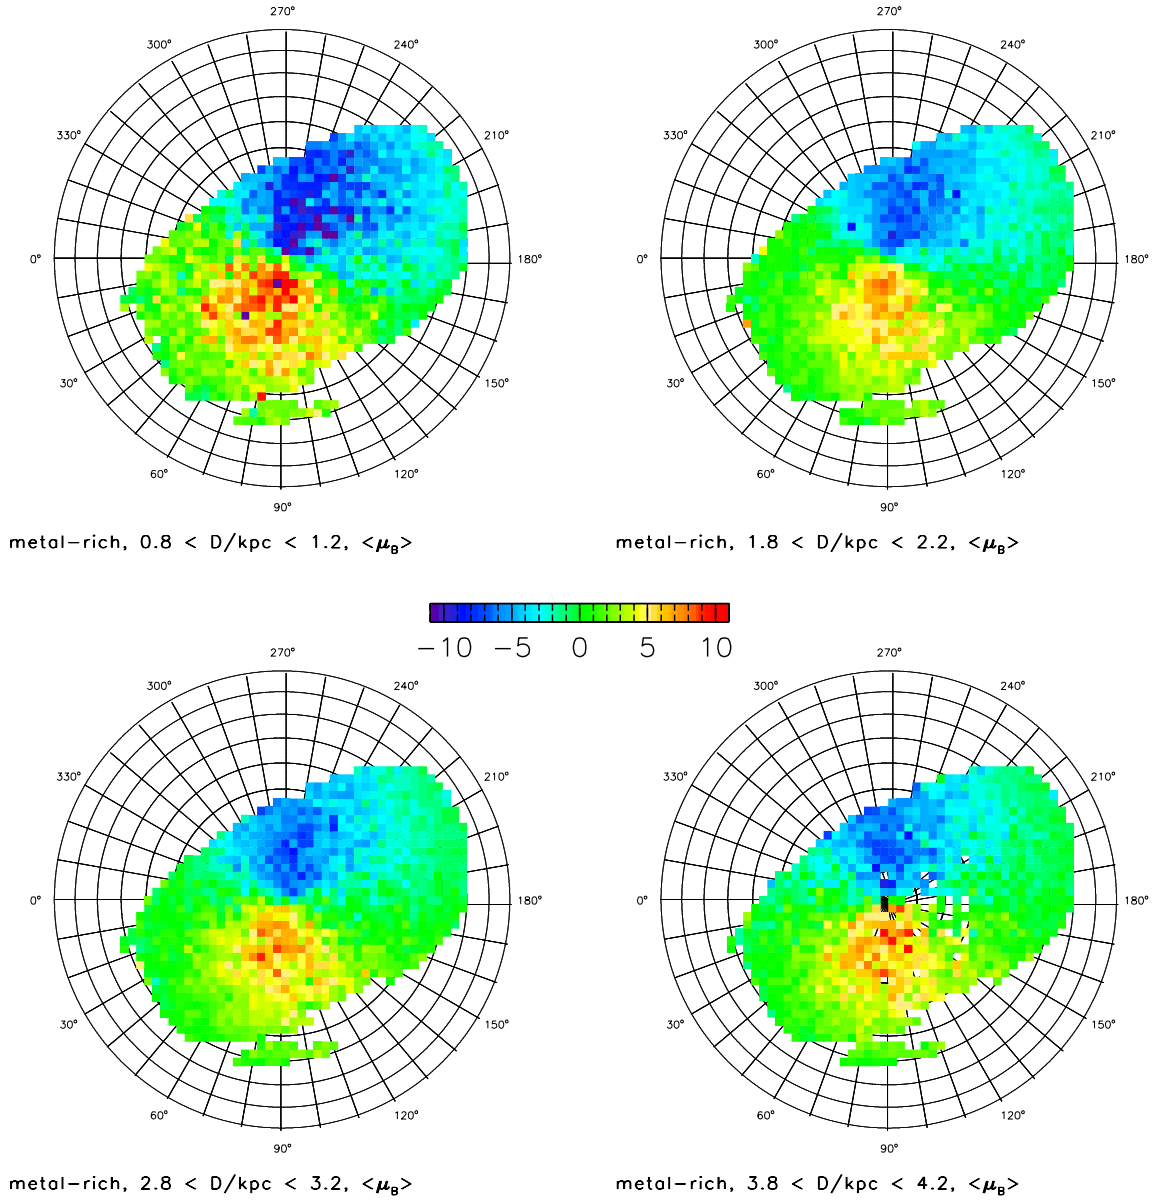 270° 270°
300° 240° 300° 240°
330° 210° 330° 210°
0° 180° 0° 180°
30° 150° 30° 150°
60° 120° 60° 120°
90° 90°
metal-rich, 0.8 < D/kpc < 1.2, <μ_B>
metal-rich, 1.8 < D/kpc < 2.2, <μ_B>
-10 -5 0 5 10
270° 270°
300° 240° 300° 240°
330° 210° 330° 210°
0° 180° 0° 180°
30° 150° 30° 150°
60° 120° 60° 120°
90° 90°
metal-rich, 2.8 < D/kpc < 3.2, <μ_B>
metal-rich, 3.8 < D/kpc < 4.2, <μ_B>